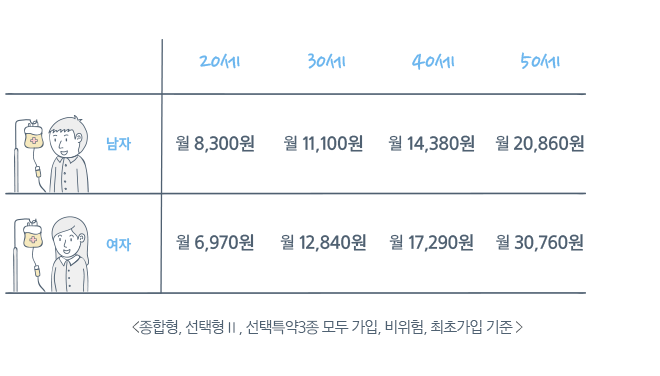 20세 30세 40세 50세
남자 월 8,300원 월 11,100원 월 14,380원 월 20,860원
여자 월 6,970원 월 12,840원 월 17,290원 월 30,760원
<종합형, 선택형Ⅱ, 선택특약3종 모두 가입, 비위험, 최초가입 기준>